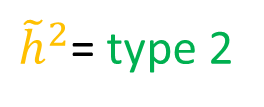 h̃² = type 2